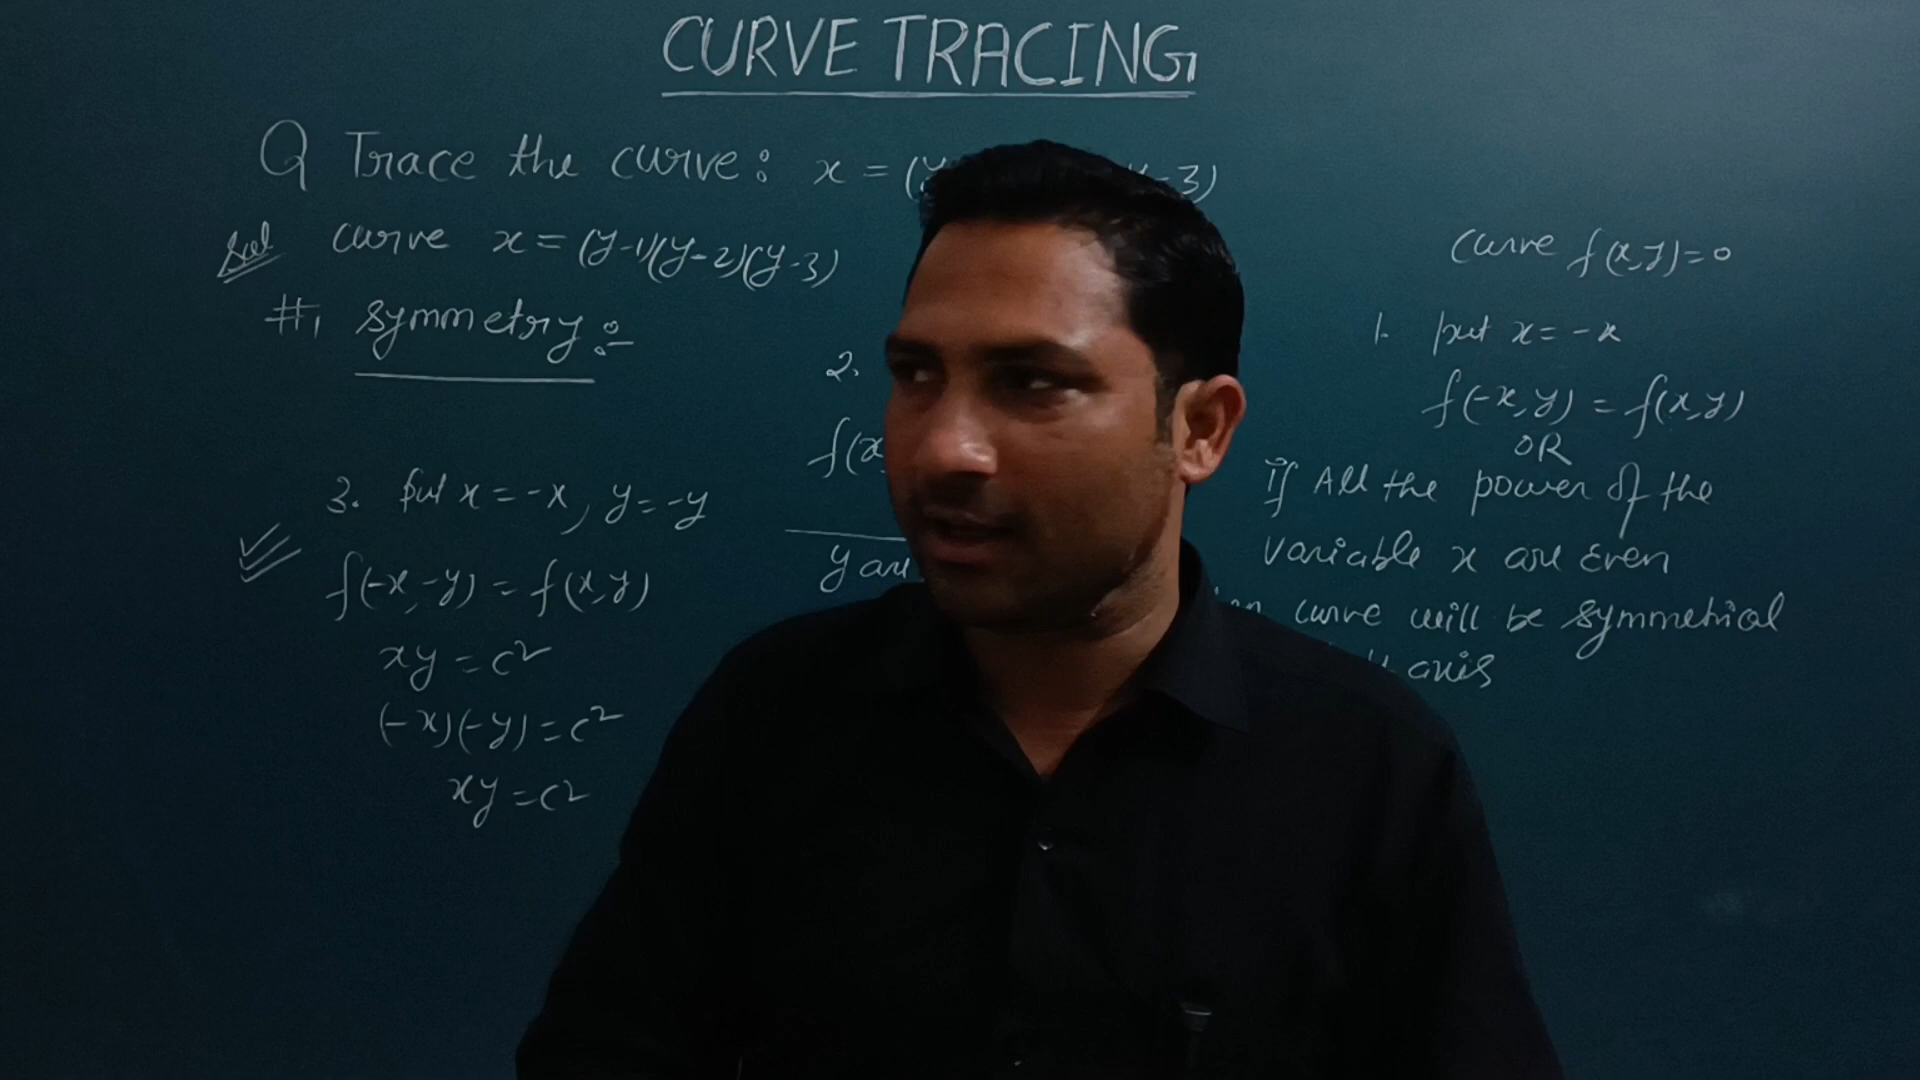 CURVE TRACING
Q Trace the curve: x = (y -3)
Sol curve x = (y-1)(y-2)(y-3)
#1 Symmetry:-
3. put x = -x, y = -y
f(-x,-y) = f(x,y)
xy = c²
(-x)(-y) = c²
xy = c²
2.
f(x,
y are
curve f(x,y)=0
1. put x = -x
f(-x,y) = f(x,y)
OR
if All the power of the
variable x are Even
curve will be symmetrical
y axis